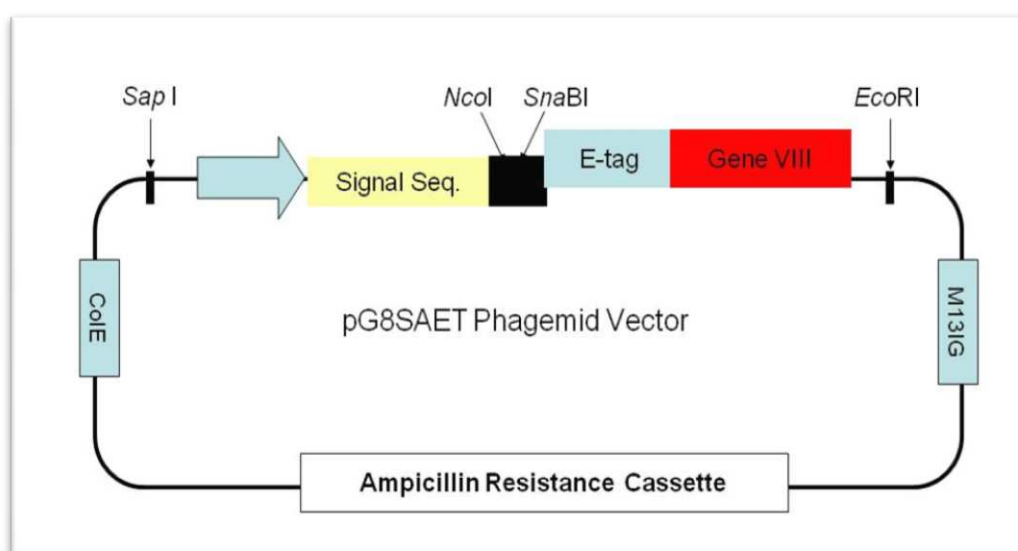 Sap I
NcoI SnaBI
EcoRI
Signal Seq.
E-tag
Gene VIII
ColE
pG8SAET Phagemid Vector
M13IG
Ampicillin Resistance Cassette